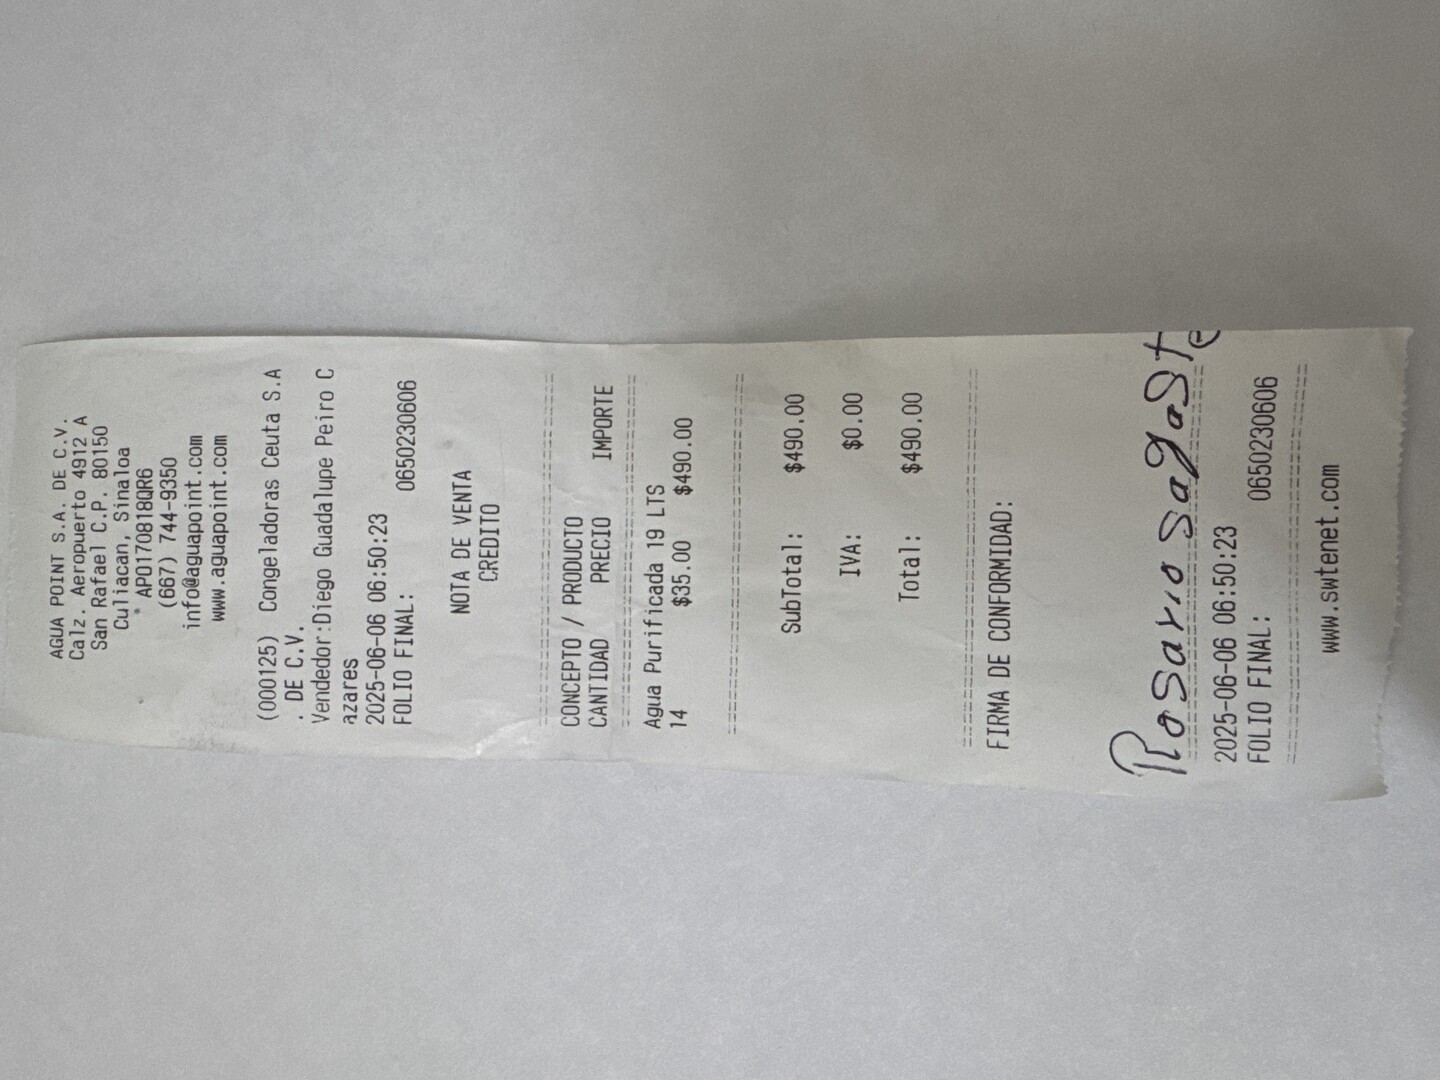 AGUA POINT S.A. DE C.V.
Calz. Aeropuerto 4912 A
San Rafael C.P. 80150
Culiacan, Sinaloa
APO170818QR6
(667) 744-9350
info@aguapoint.com
www.aguapoint.com
(000125) Congeladoras Ceuta S.A
. DE C.V.
Vendedor:Diego Guadalupe Peiro C
azares
2025-06-06 06:50:23
FOLIO FINAL: 0650230606
NOTA DE VENTA
CREDITO
CONCEPTO / PRODUCTO
CANTIDAD PRECIO IMPORTE
Agua Purificada 19 LTS
14 $35.00 $490.00
SubTotal: $490.00
IVA: $0.00
Total: $490.00
FIRMA DE CONFORMIDAD:
Rosario Sagaste
2025-06-06 06:50:23
FOLIO FINAL: 0650230606
www.swtenet.com